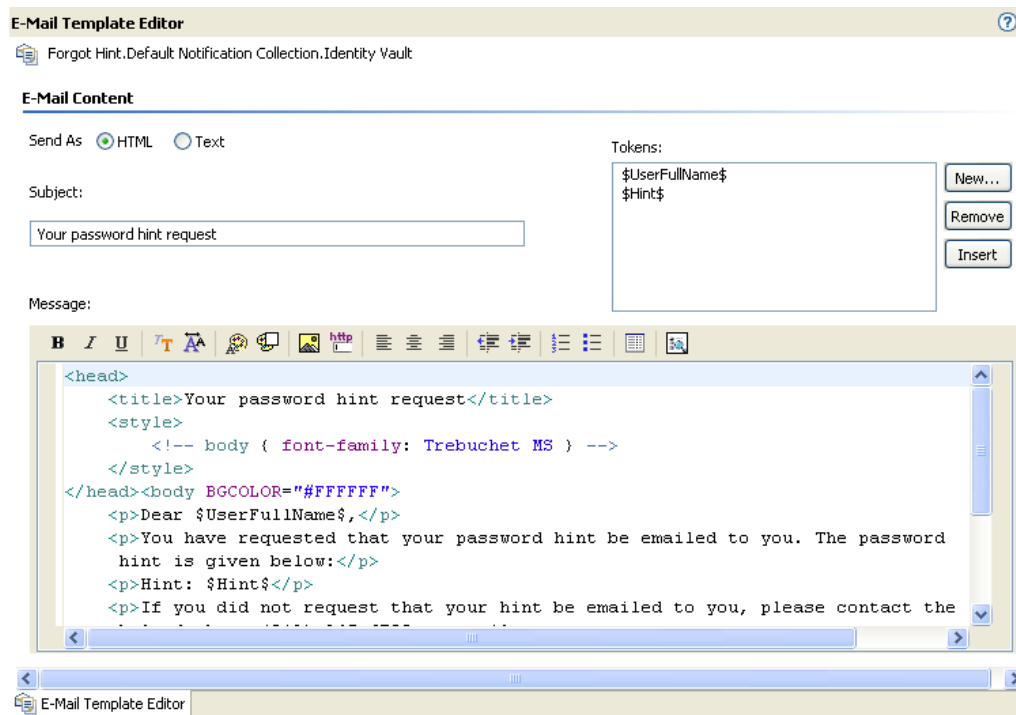 E-Mail Template Editor
Forgot Hint.Default Notification Collection.Identity Vault
E-Mail Content
Send As HTML Text
Tokens:
$UserFullName$
$Hint$
New...
Remove
Insert
Subject:
Your password hint request
Message:
B I U TT AA http
<head>
<title>Your password hint request</title>
<style>
<!-- body { font-family: Trebuchet MS } -->
</style>
</head><body BGCOLOR="#FFFFFF">
<p>Dear $UserFullName$,</p>
<p>You have requested that your password hint be emailed to you. The password
hint is given below:</p>
<p>Hint: $Hint$</p>
<p>If you did not request that your hint be emailed to you, please contact the
E-Mail Template Editor